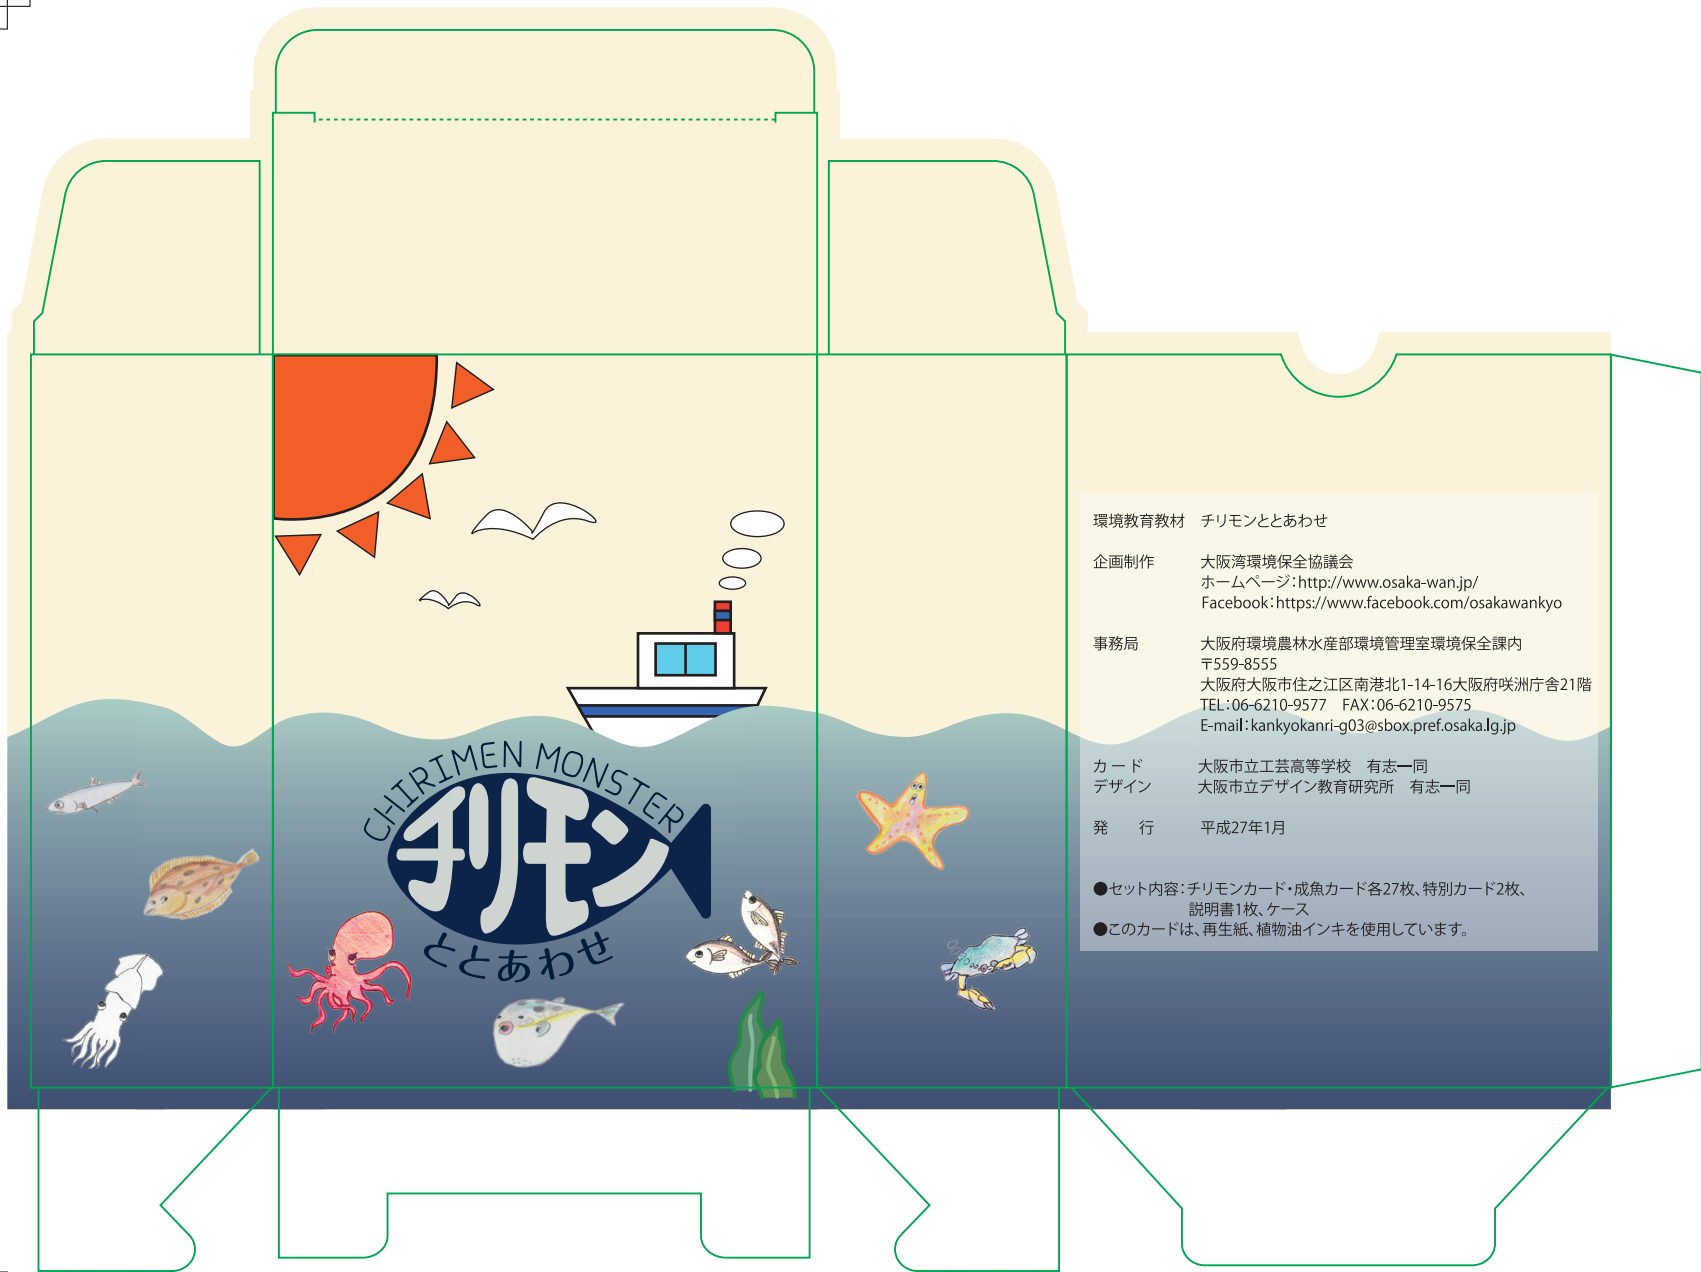 CHIRIMEN MONSTER
チリモン
ととあわせ
環境教育教材　チリモンととあわせ
企画制作　大阪湾環境保全協議会
ホームページ：http://www.osaka-wan.jp/
Facebook：https://www.facebook.com/osakawankyo
事務局　大阪府環境農林水産部環境管理室環境保全課内
〒559-8555
大阪府大阪市住之江区南港北1-14-16大阪府咲洲庁舎21階
TEL：06-6210-9577　FAX：06-6210-9575
E-mail：kankyokanri-g03@sbox.pref.osaka.lg.jp
カード　大阪市立工芸高等学校　有志一同
デザイン　大阪市立デザイン教育研究所　有志一同
発　行　平成27年1月
●セット内容：チリモンカード・成魚カード各27枚、特別カード2枚、
説明書1枚、ケース
●このカードは、再生紙、植物油インキを使用しています。